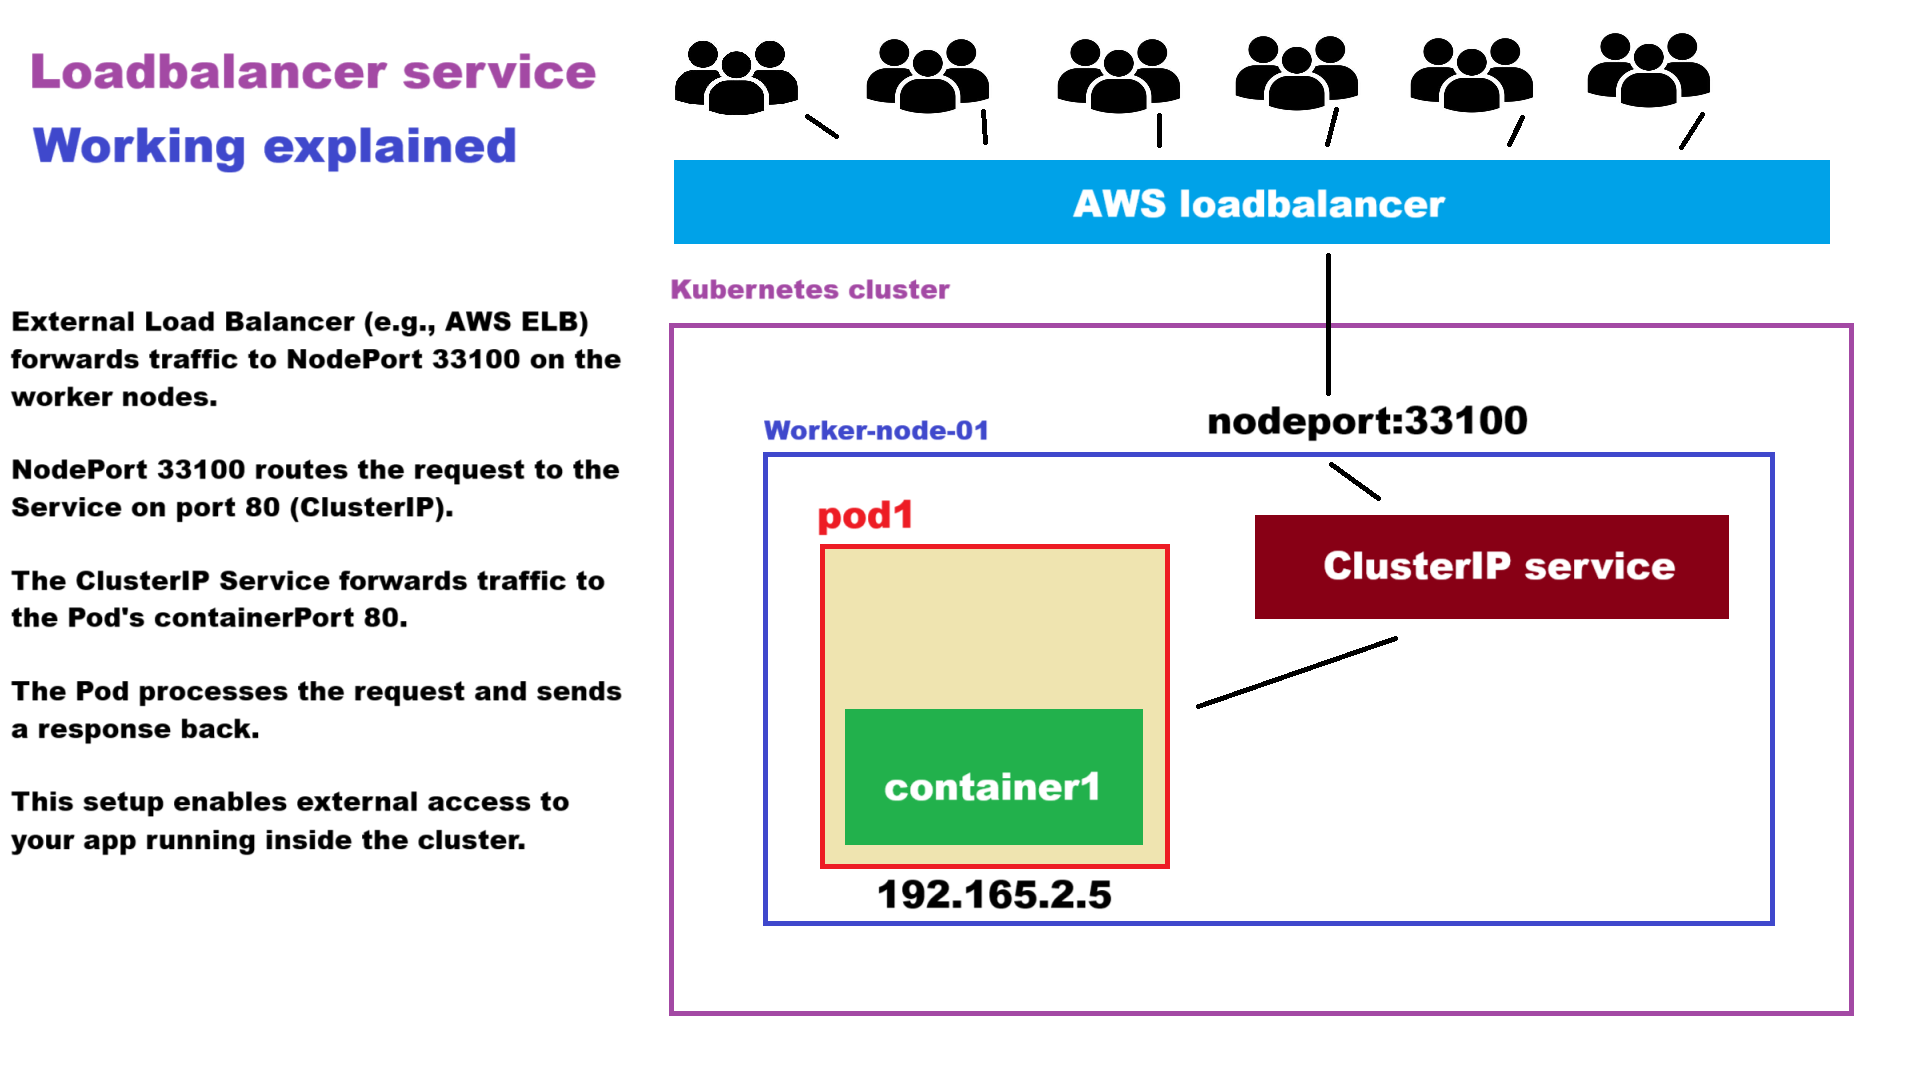 Loadbalancer service
Working explained
External Load Balancer (e.g., AWS ELB)
forwards traffic to NodePort 33100 on the
worker nodes.
NodePort 33100 routes the request to the
Service on port 80 (ClusterIP).
The ClusterIP Service forwards traffic to
the Pod's containerPort 80.
The Pod processes the request and sends
a response back.
This setup enables external access to
your app running inside the cluster.
AWS loadbalancer
Kubernetes cluster
nodeport:33100
Worker-node-01
pod1
ClusterIP service
container1
192.165.2.5